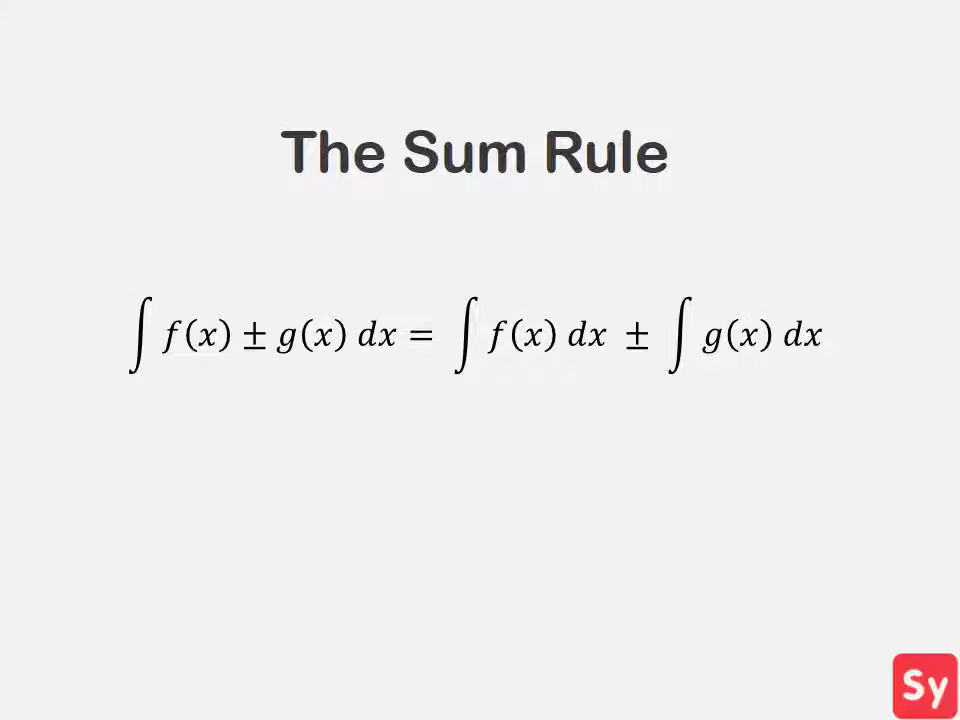 The Sum Rule
∫ f(x) ± g(x) dx = ∫ f(x) dx ± ∫ g(x) dx
Sy